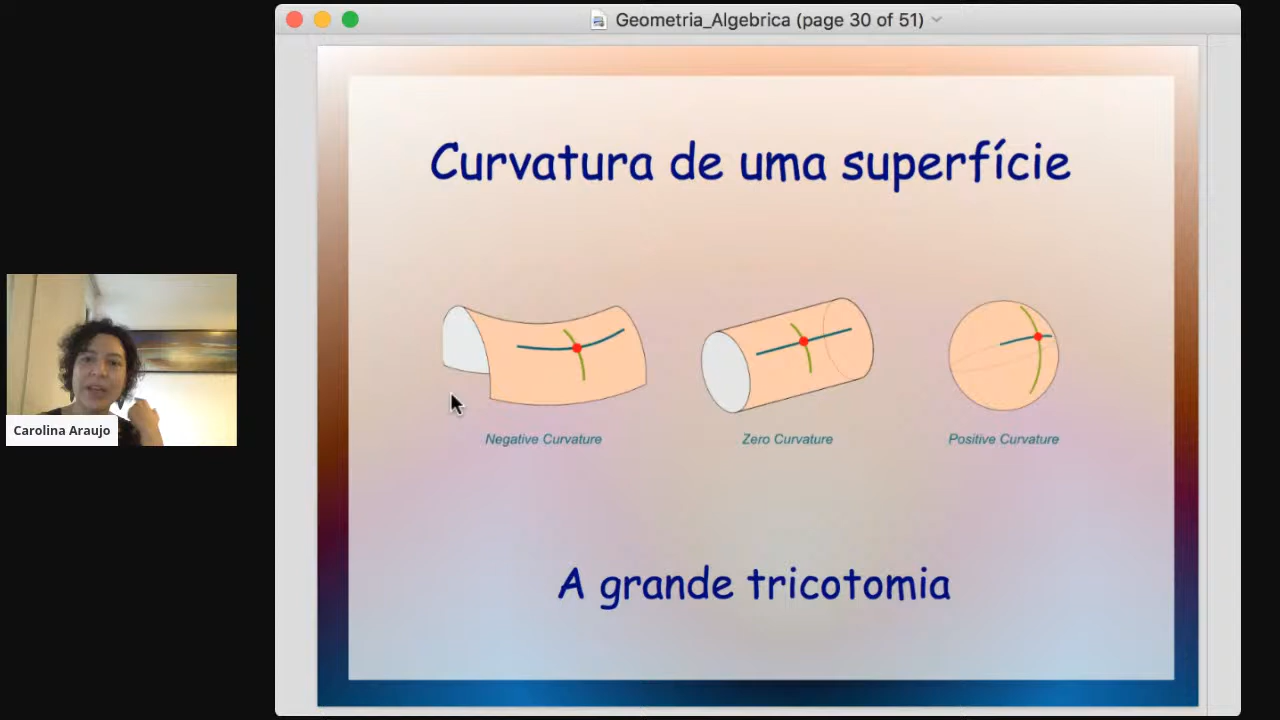 Geometria_Algebrica (page 30 of 51)
Curvatura de uma superfície
Negative Curvature
Zero Curvature
Positive Curvature
A grande tricotomia
Carolina Araujo